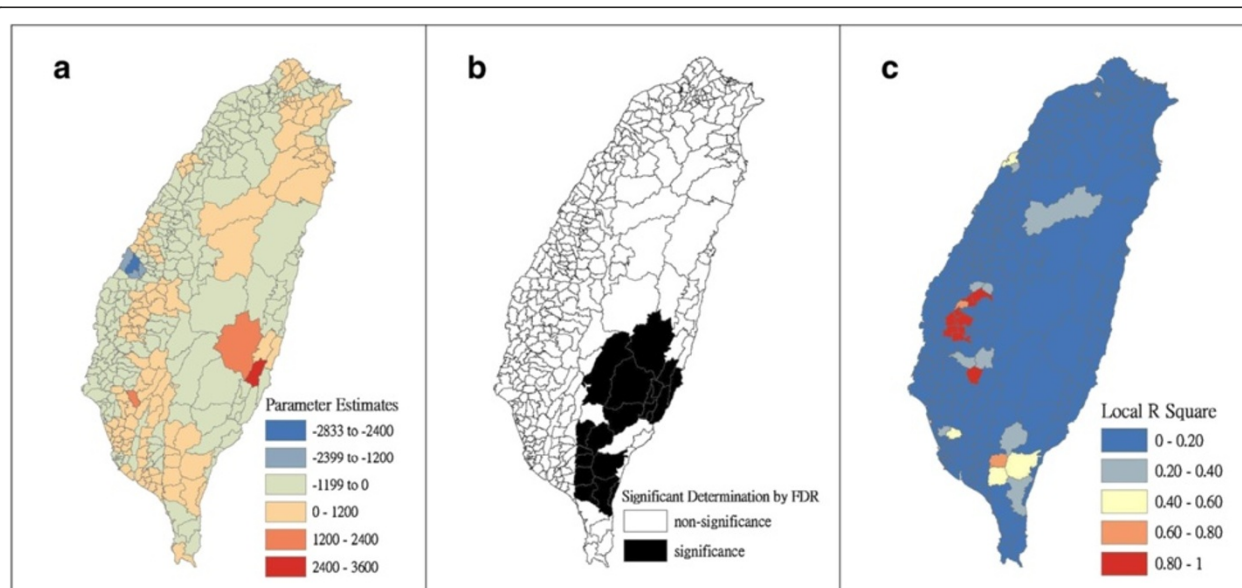 a
Parameter Estimates
-2833 to -2400
-2399 to -1200
-1199 to 0
0 - 1200
1200 - 2400
2400 - 3600
b
Significant Determination by FDR
non-significance
significance
c
Local R Square
0 - 0.20
0.20 - 0.40
0.40 - 0.60
0.60 - 0.80
0.80 - 1